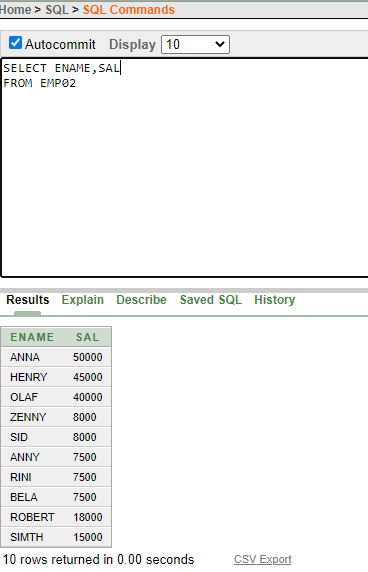 Home > SQL > SQL Commands
Autocommit Display 10
SELECT ENAME,SAL
FROM EMP02
Results Explain Describe Saved SQL History
ENAME SAL
ANNA 50000
HENRY 45000
OLAF 40000
ZENNY 8000
SID 8000
ANNY 7500
RINI 7500
BELA 7500
ROBERT 18000
SIMTH 15000
10 rows returned in 0.00 seconds CSV Export